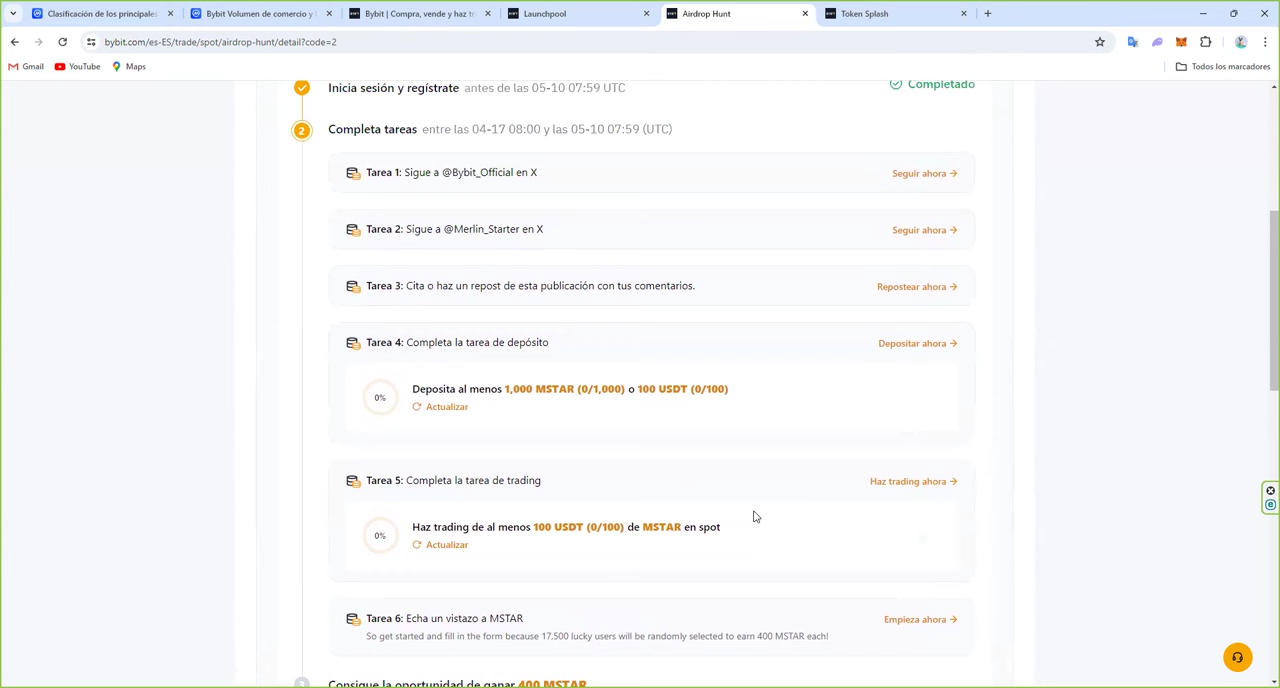 Clasificación de los principales
Bybit Volumen de comercio y l
Bybit | Compra, vende y haz tr
Launchpool
Airdrop Hunt
Token Splash
bybit.com/es-ES/trade/spot/airdrop-hunt/detail?code=2
Gmail
YouTube
Maps
Todos los marcadores
Inicia sesión y regístrate antes de las 05-10 07:59 UTC
Completado
2
Completa tareas entre las 04-17 08:00 y las 05-10 07:59 (UTC)
Tarea 1: Sigue a @Bybit_Official en X
Seguir ahora →
Tarea 2: Sigue a @Merlin_Starter en X
Seguir ahora →
Tarea 3: Cita o haz un repost de esta publicación con tus comentarios.
Repostear ahora →
Tarea 4: Completa la tarea de depósito
Depositar ahora →
0%
Deposita al menos 1,000 MSTAR (0/1,000) o 100 USDT (0/100)
Actualizar
Tarea 5: Completa la tarea de trading
Haz trading ahora →
0%
Haz trading de al menos 100 USDT (0/100) de MSTAR en spot
Actualizar
Tarea 6: Echa un vistazo a MSTAR
Empieza ahora →
So get started and fill in the form because 17,500 lucky users will be randomly selected to earn 400 MSTAR each!
Consigue la oportunidad de ganar 400 MSTAR